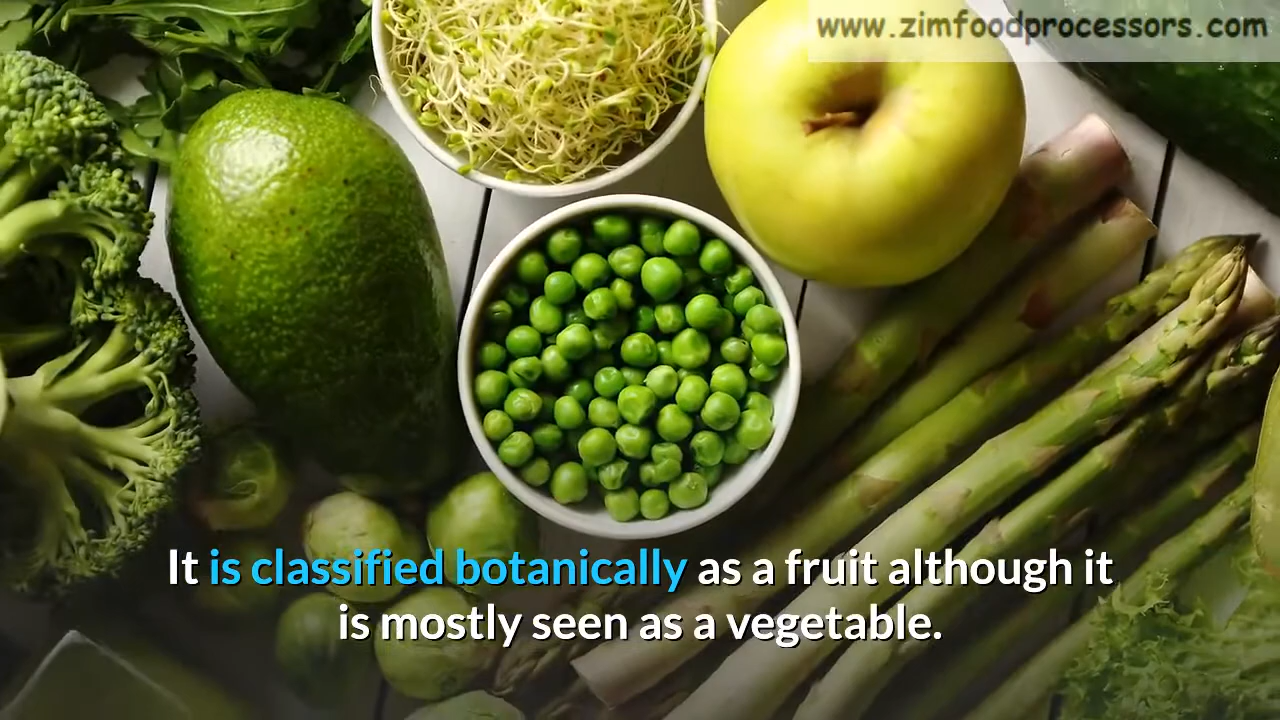 www.zimfoodprocessors.com
It is classified botanically as a fruit although it
is mostly seen as a vegetable.